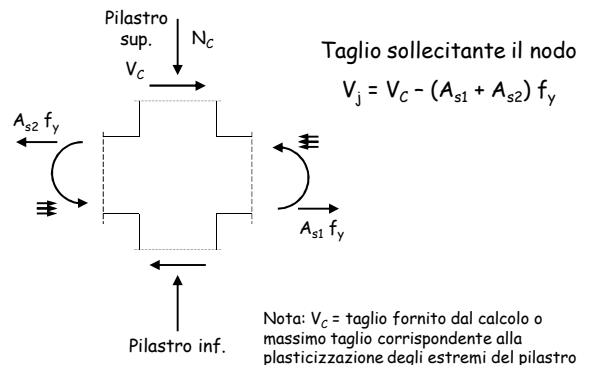 Pilastro
sup.
N_C
V_C
Taglio sollecitante il nodo
V_j = V_C – (A_s1 + A_s2) f_y
A_s2 f_y
A_s1 f_y
Pilastro inf.
Nota: V_C = taglio fornito dal calcolo o
massimo taglio corrispondente alla
plasticizzazione degli estremi del pilastro